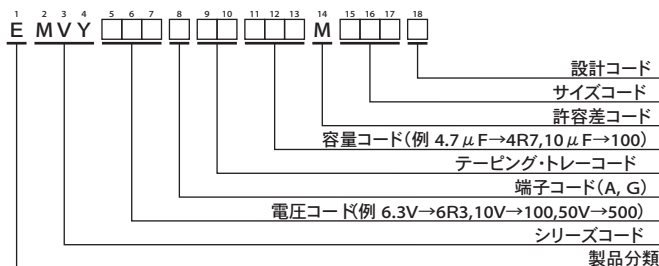 1 2 3 4 5 6 7 8 9 10 11 12 13 14 15 16 17 18
E M V Y □□□ □ □□ □□□ M □□□ □
設計コード
サイズコード
許容差コード
容量コード(例 4.7μF→4R7,10μF→100)
テーピング・トレーコード
端子コード(A, G)
電圧コード(例 6.3V→6R3,10V→100,50V→500)
シリーズコード
製品分類